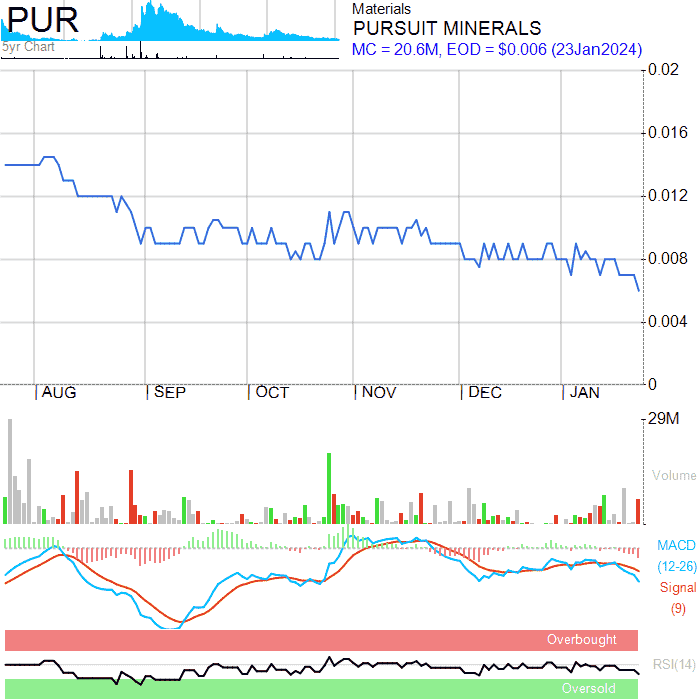 PUR
5yr Chart
Materials
PURSUIT MINERALS
MC = 20.6M, EOD = $0.006 (23Jan2024)
0.02
0.016
0.012
0.008
0.004
0
AUG SEP OCT NOV DEC JAN
29M
Volume
MACD
(12-26)
Signal
(9)
Overbought
RSI(14)
Oversold